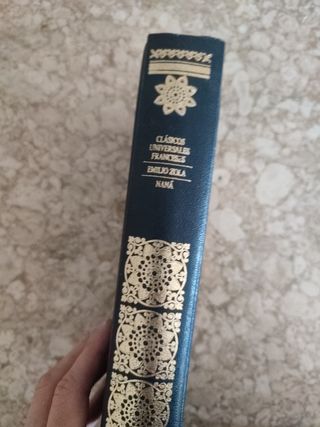 CLÁSICOS
UNIVERSALES
FRANCESES
EMILIO ZOLA
NANÁ